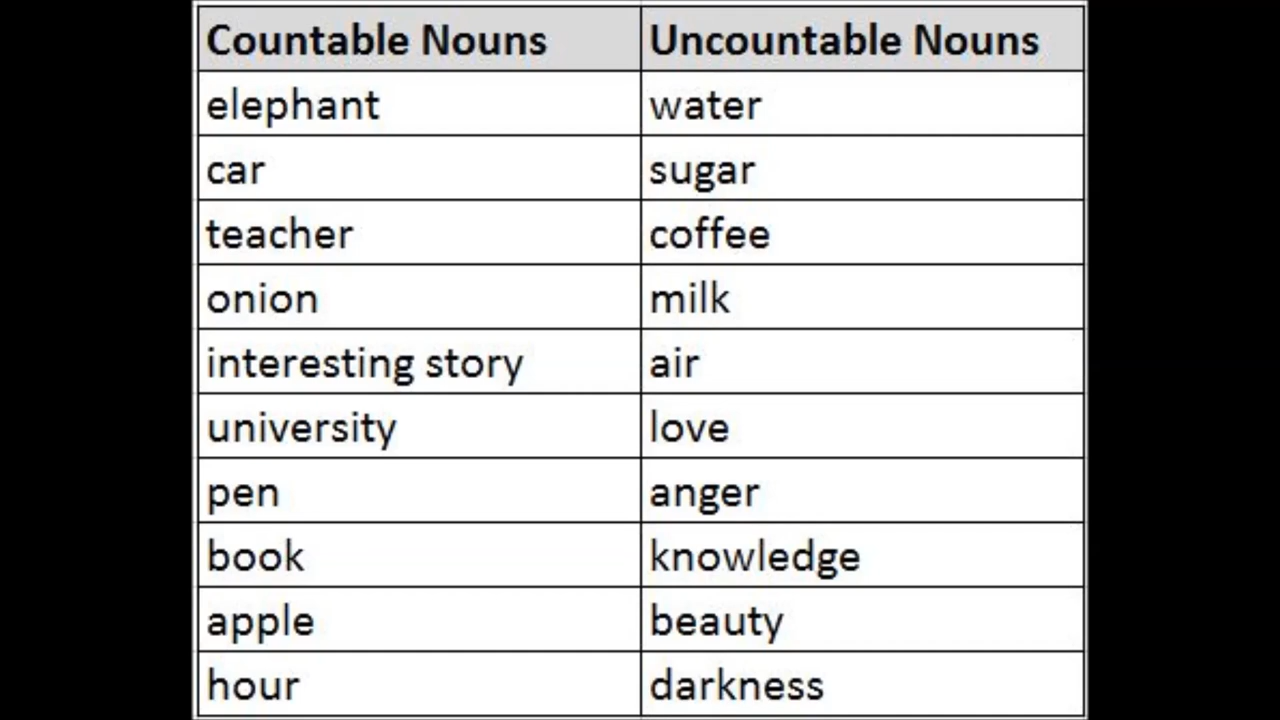 Countable Nouns Uncountable Nouns
elephant water
car sugar
teacher coffee
onion milk
interesting story air
university love
pen anger
book knowledge
apple beauty
hour darkness